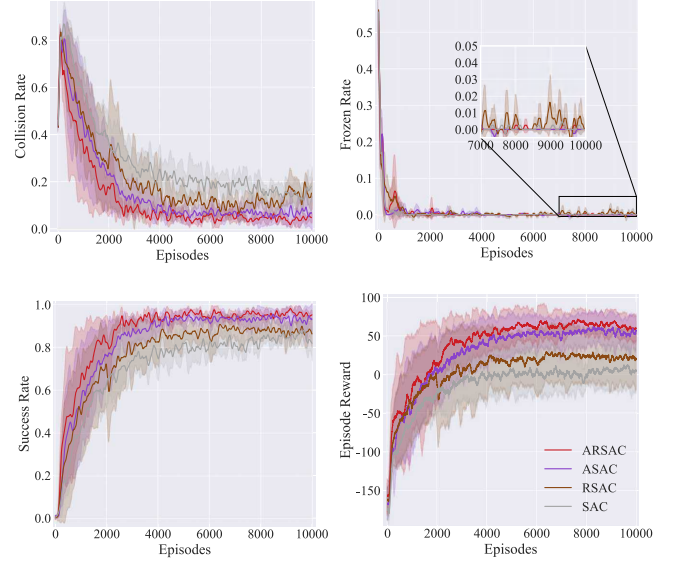 0.8
0.6
0.4
0.2
0.0
Collision Rate
0 2000 4000 6000 8000 10000
Episodes
0.5
0.4
0.3
0.2
0.1
0.0
Frozen Rate
0.05
0.04
0.03
0.02
0.01
0.00
7000 8000 9000 10000
0 2000 4000 6000 8000 10000
Episodes
1.0
0.8
0.6
0.4
0.2
0.0
Success Rate
0 2000 4000 6000 8000 10000
Episodes
100
50
0
-50
-100
-150
Episode Reward
ARSAC
ASAC
RSAC
SAC
0 2000 4000 6000 8000 10000
Episodes